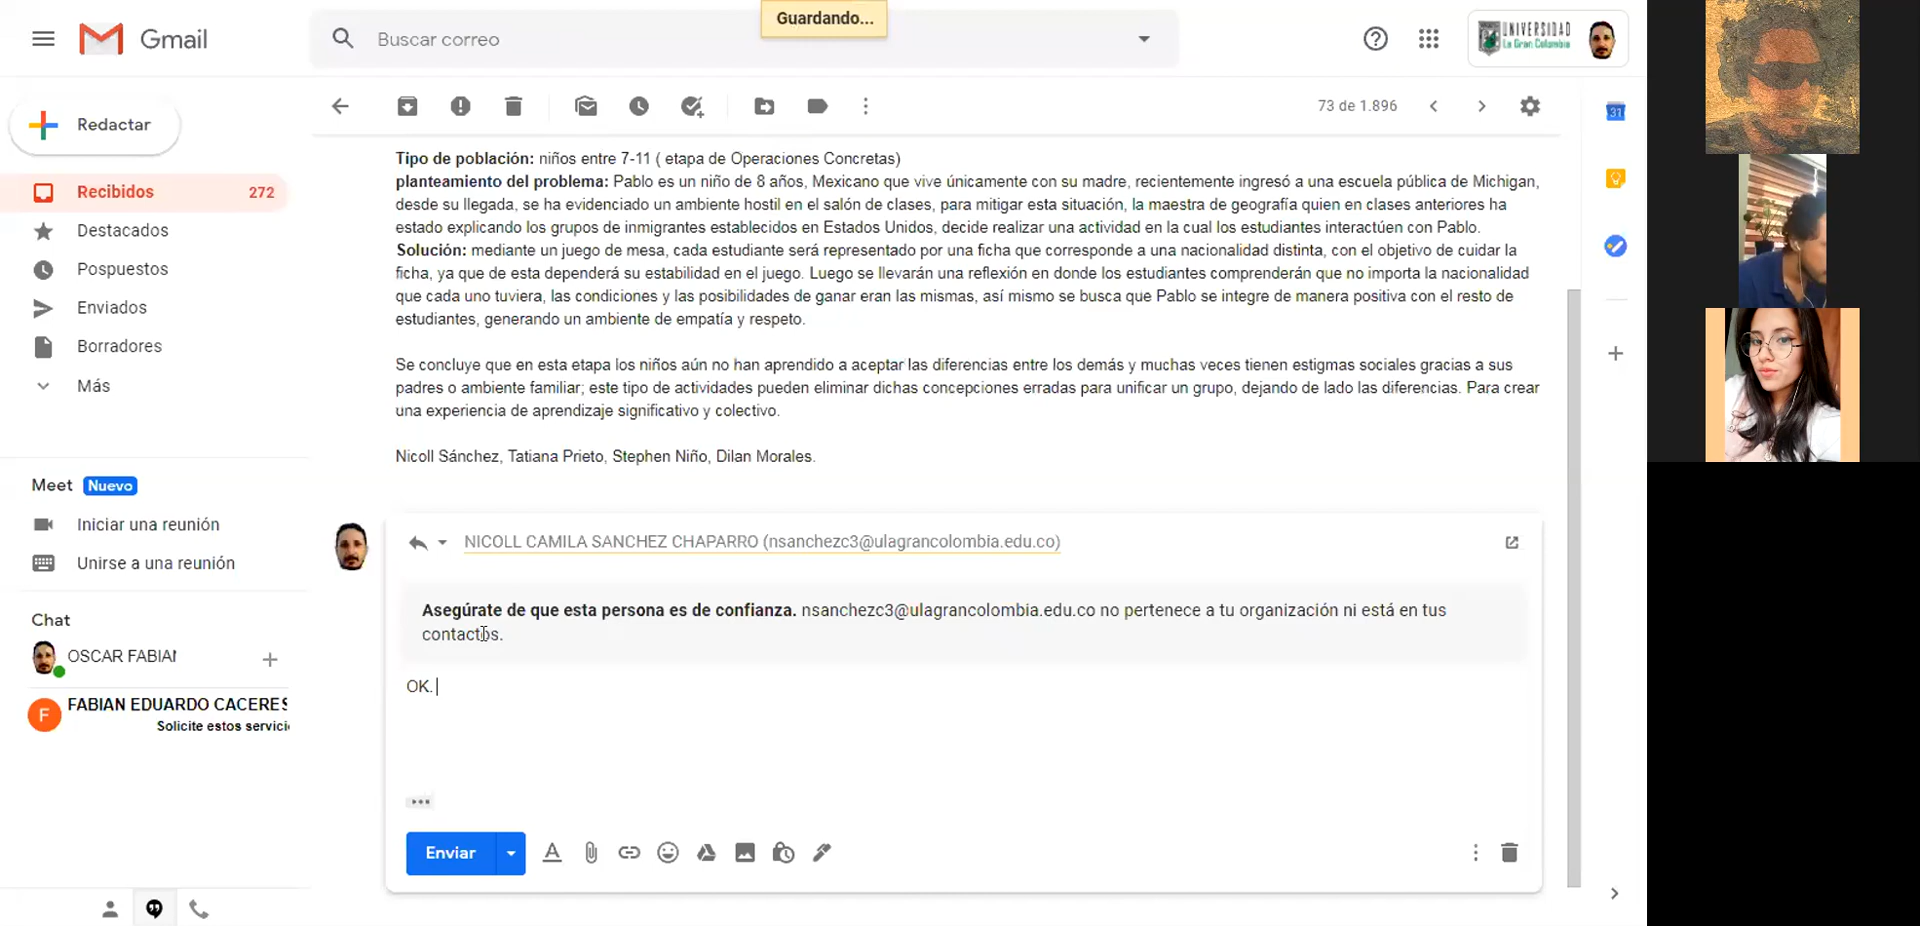 Guardando...
Gmail
Buscar correo
UNIVERSIDAD
La Gran Colombia
Redactar
73 de 1.896
31
Recibidos 272
Destacados
Pospuestos
Enviados
Borradores
Más
Tipo de población: niños entre 7-11 ( etapa de Operaciones Concretas)
planteamiento del problema: Pablo es un niño de 8 años, Mexicano que vive únicamente con su madre, recientemente ingresó a una escuela pública de Michigan,
desde su llegada, se ha evidenciado un ambiente hostil en el salón de clases, para mitigar esta situación, la maestra de geografía quien en clases anteriores ha
estado explicando los grupos de inmigrantes establecidos en Estados Unidos, decide realizar una actividad en la cual los estudiantes interactúen con Pablo.
Solución: mediante un juego de mesa, cada estudiante será representado por una ficha que corresponde a una nacionalidad distinta, con el objetivo de cuidar la
ficha, ya que de esta dependerá su estabilidad en el juego. Luego se llevarán una reflexión en donde los estudiantes comprenderán que no importa la nacionalidad
que cada uno tuviera, las condiciones y las posibilidades de ganar eran las mismas, así mismo se busca que Pablo se integre de manera positiva con el resto de
estudiantes, generando un ambiente de empatía y respeto.
Se concluye que en esta etapa los niños aún no han aprendido a aceptar las diferencias entre los demás y muchas veces tienen estigmas sociales gracias a sus
padres o ambiente familiar; este tipo de actividades pueden eliminar dichas concepciones erradas para unificar un grupo, dejando de lado las diferencias. Para crear
una experiencia de aprendizaje significativo y colectivo.
Nicoll Sánchez, Tatiana Prieto, Stephen Niño, Dilan Morales.
Meet Nuevo
Iniciar una reunión
Unirse a una reunión
Chat
OSCAR FABIAN
F
FABIAN EDUARDO CACERES
Solicite estos servici
NICOLL CAMILA SANCHEZ CHAPARRO (nsanchezc3@ulagrancolombia.edu.co)
Asegúrate de que esta persona es de confianza. nsanchezc3@ulagrancolombia.edu.co no pertenece a tu organización ni está en tus
contactos.
OK.
Enviar